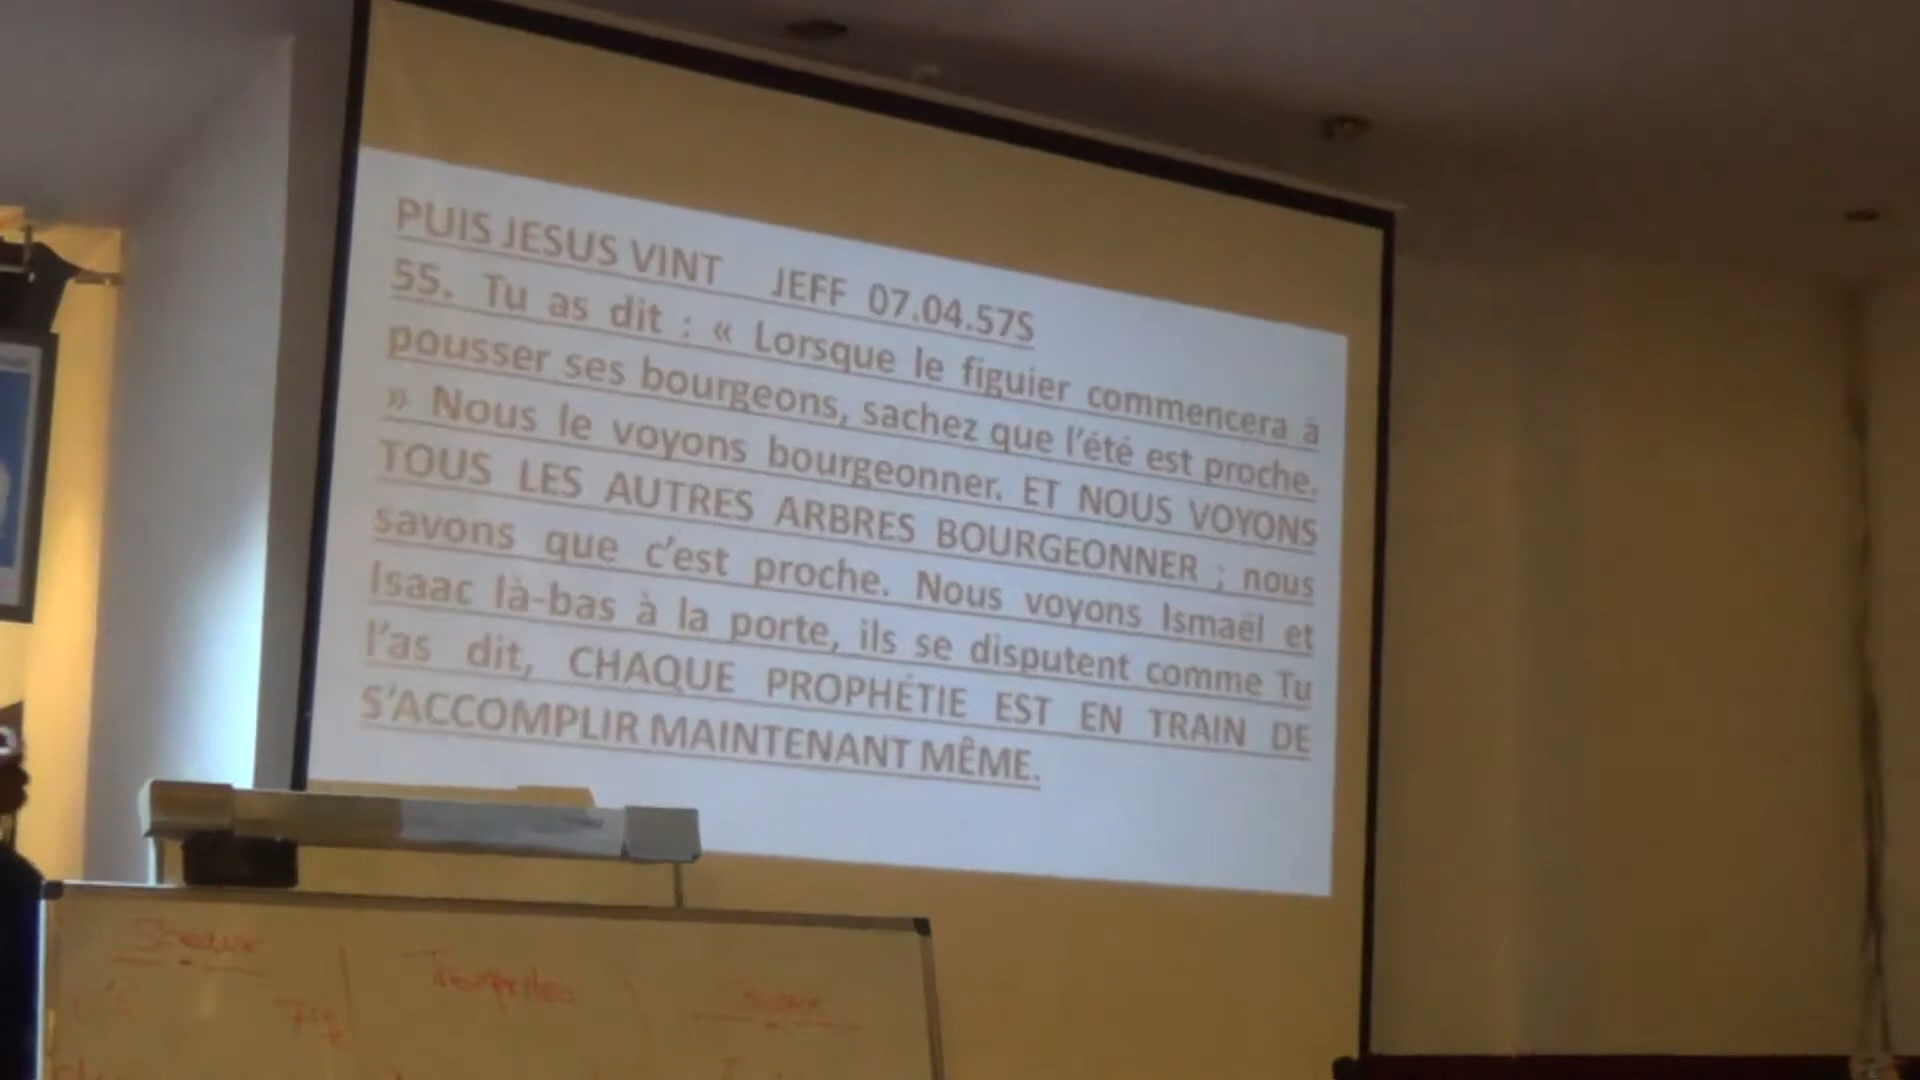 PUIS JESUS VINT JEFF 07.04.57S
55. Tu as dit : « Lorsque le figuier commencera à
pousser ses bourgeons, sachez que l'été est proche.
» Nous le voyons bourgeonner. ET NOUS VOYONS
TOUS LES AUTRES ARBRES BOURGEONNER ; nous
savons que c'est proche. Nous voyons Ismaël et
Isaac là-bas à la porte, ils se disputent comme Tu
l'as dit, CHAQUE PROPHÉTIE EST EN TRAIN DE
S'ACCOMPLIR MAINTENANT MÊME.
Sceaux Trompettes